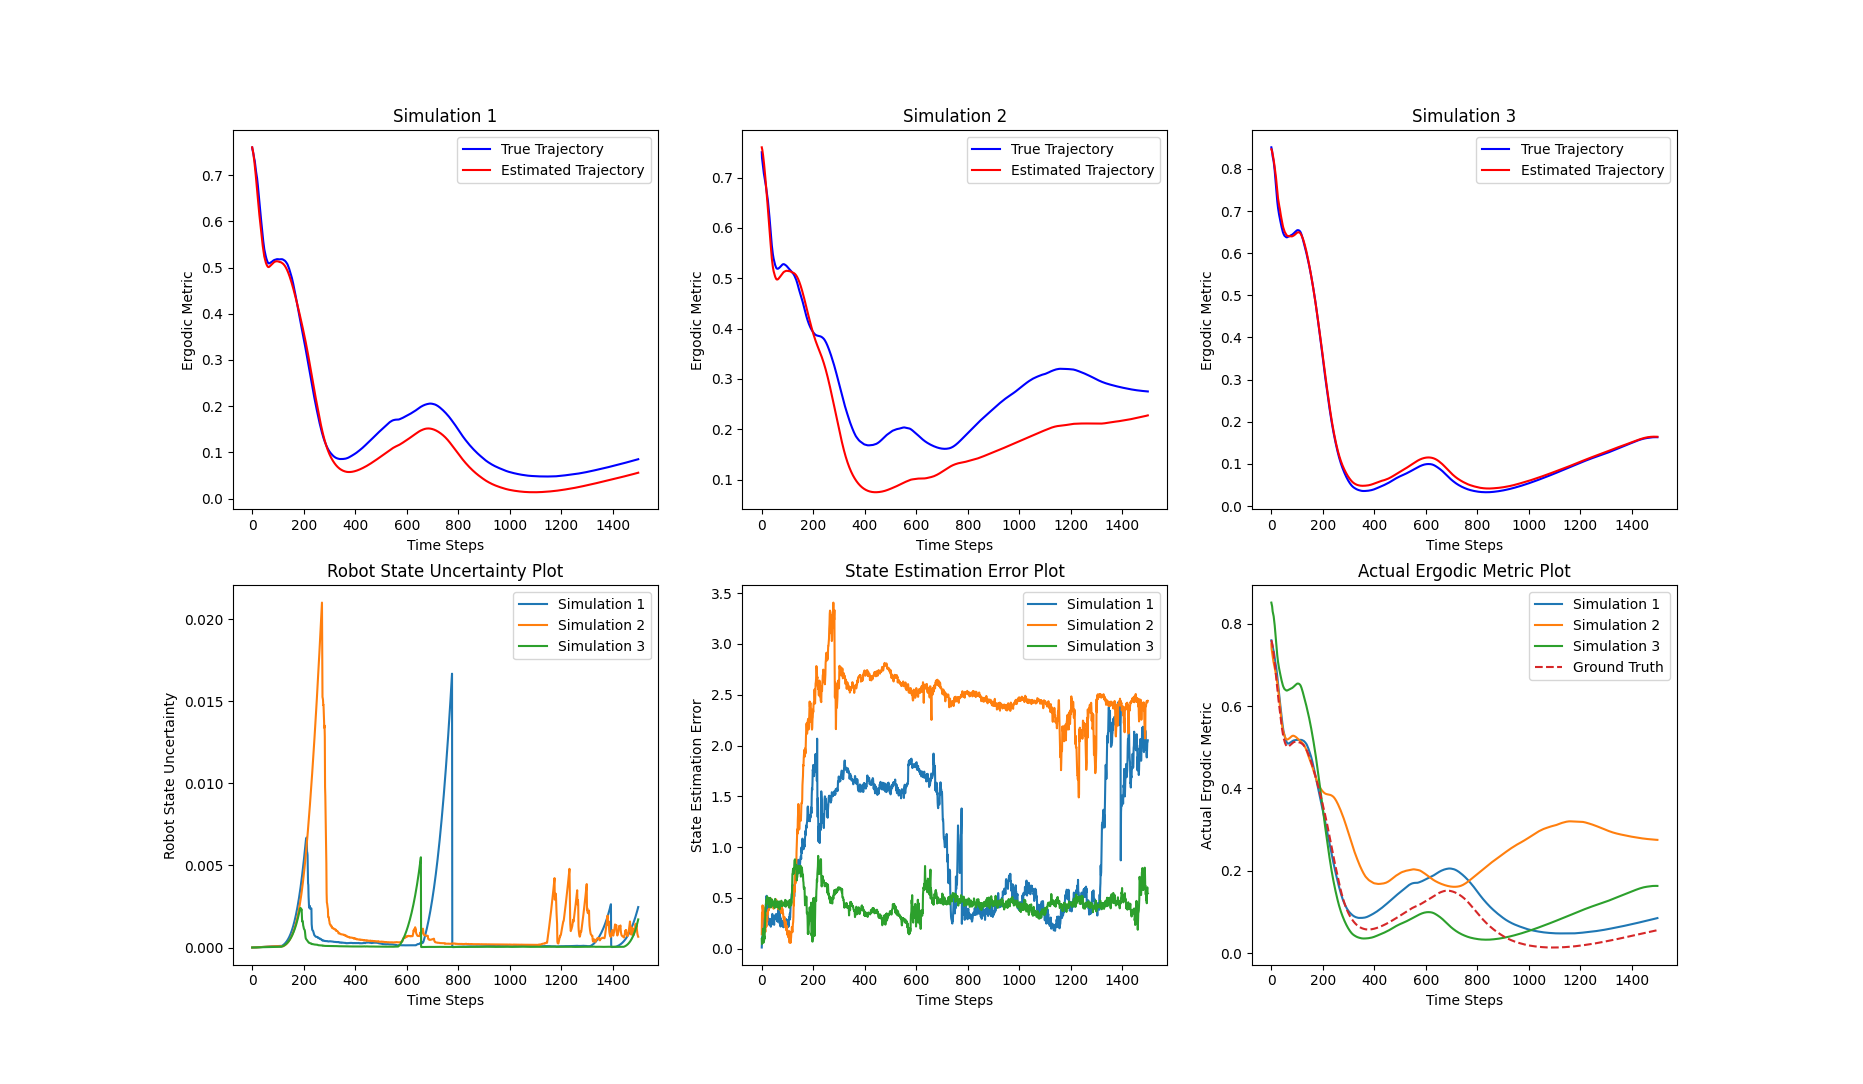 Simulation 1
Ergodic Metric
0.7
0.6
0.5
0.4
0.3
0.2
0.1
0.0
True Trajectory
Estimated Trajectory
0 200 400 600 800 1000 1200 1400
Time Steps
Simulation 2
Ergodic Metric
0.7
0.6
0.5
0.4
0.3
0.2
0.1
True Trajectory
Estimated Trajectory
0 200 400 600 800 1000 1200 1400
Time Steps
Simulation 3
Ergodic Metric
0.8
0.7
0.6
0.5
0.4
0.3
0.2
0.1
0.0
True Trajectory
Estimated Trajectory
0 200 400 600 800 1000 1200 1400
Time Steps
Robot State Uncertainty Plot
Robot State Uncertainty
0.020
0.015
0.010
0.005
0.000
Simulation 1
Simulation 2
Simulation 3
0 200 400 600 800 1000 1200 1400
Time Steps
State Estimation Error Plot
State Estimation Error
3.5
3.0
2.5
2.0
1.5
1.0
0.5
0.0
Simulation 1
Simulation 2
Simulation 3
0 200 400 600 800 1000 1200 1400
Time Steps
Actual Ergodic Metric Plot
Actual Ergodic Metric
0.8
0.6
0.4
0.2
0.0
Simulation 1
Simulation 2
Simulation 3
Ground Truth
0 200 400 600 800 1000 1200 1400
Time Steps